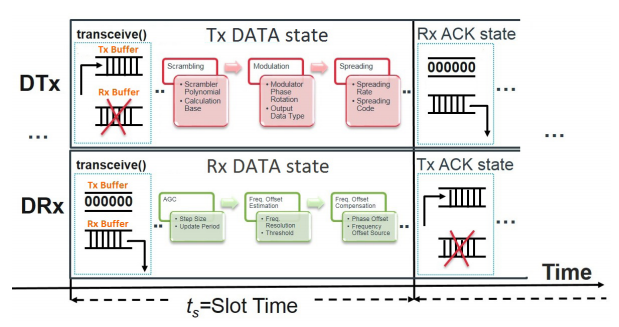 transceive()
Tx DATA state
Rx ACK state
Tx Buffer
Scrambling
Modulation
Spreading
000000
DTx
Rx Buffer
• Scrambler Polynomial
• Calculation Base
• Modulator Phase Rotation
• Output Data Type
• Spreading Rate
• Spreading Code
...
...
...
transceive()
Rx DATA state
Tx ACK state
Tx Buffer
000000
AGC
Freq. Offset Estimation
Freq. Offset Compensation
DRx
Rx Buffer
• Step Size
• Update Period
• Freq. Resolution
• Threshold
• Phase Offset
• Frequency Offset Source
...
Time
ts=Slot Time